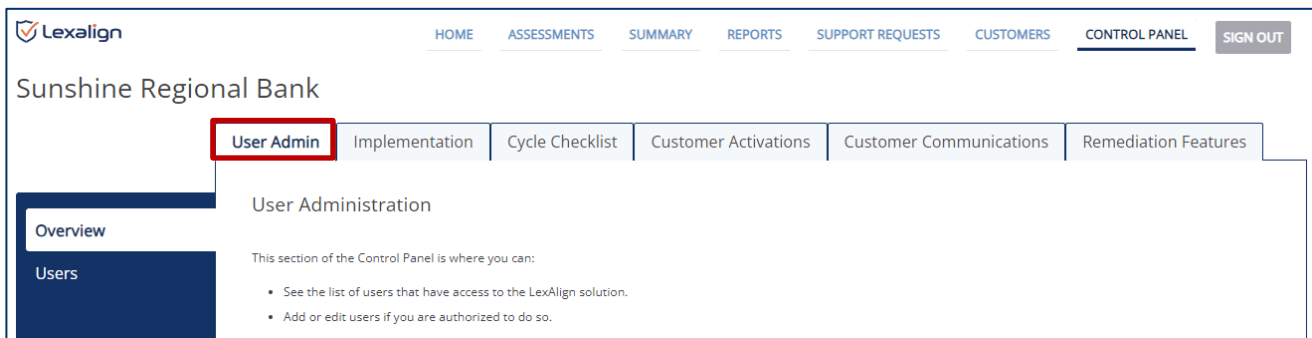 Lexalign HOME ASSESSMENTS SUMMARY REPORTS SUPPORT REQUESTS CUSTOMERS CONTROL PANEL SIGN OUT
Sunshine Regional Bank
User Admin Implementation Cycle Checklist Customer Activations Customer Communications Remediation Features
User Administration
Overview
This section of the Control Panel is where you can:
Users
• See the list of users that have access to the LexAlign solution.
• Add or edit users if you are authorized to do so.